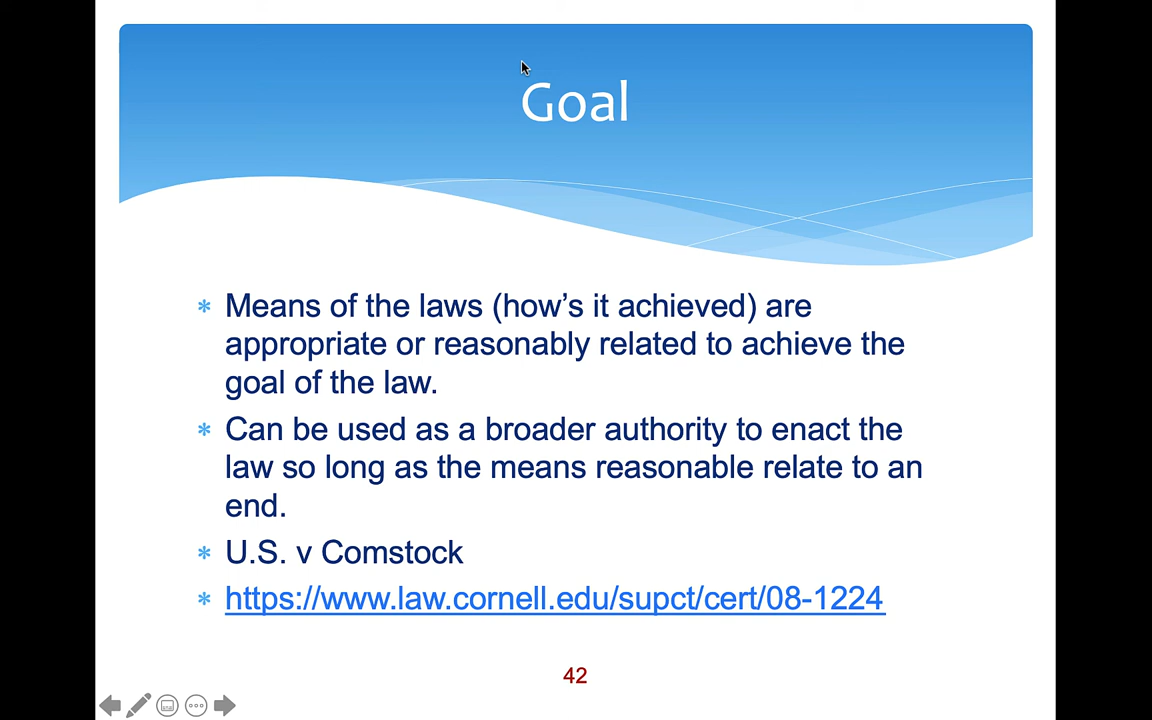 Goal
* Means of the laws (how’s it achieved) are
appropriate or reasonably related to achieve the
goal of the law.
* Can be used as a broader authority to enact the
law so long as the means reasonable relate to an
end.
* U.S. v Comstock
* https://www.law.cornell.edu/supct/cert/08-1224
42